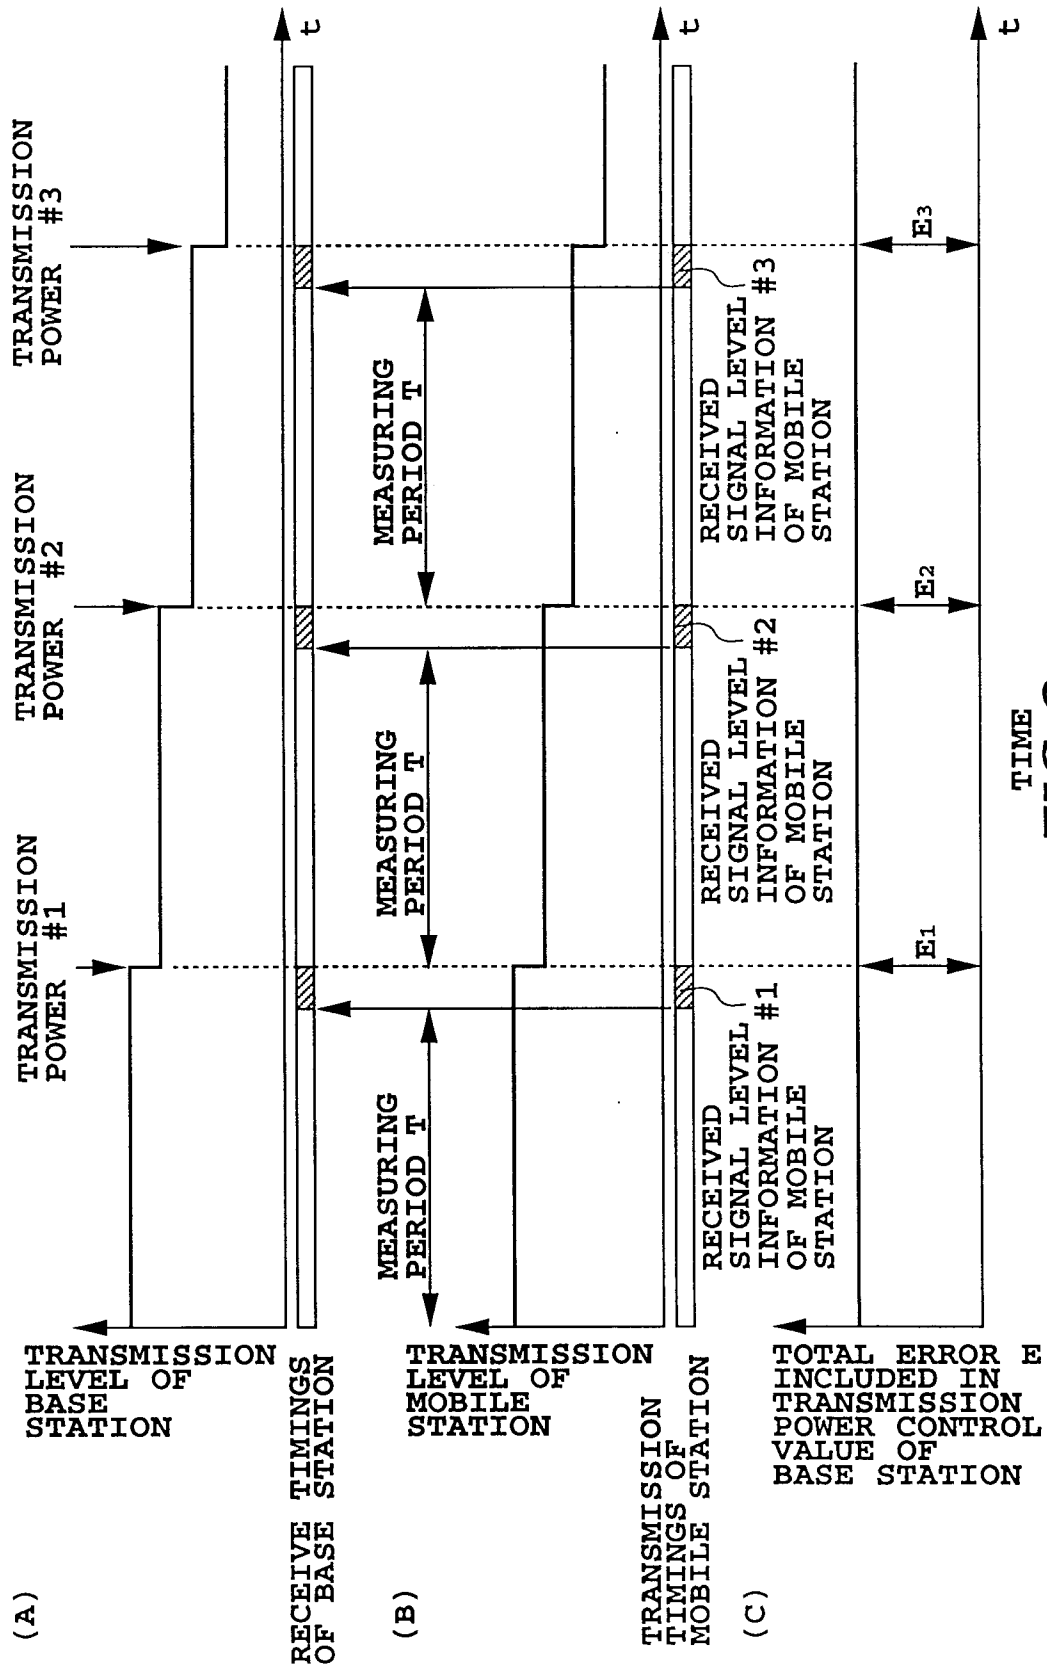 (A)
TRANSMISSION
LEVEL OF
BASE
STATION
TRANSMISSION
POWER #1
TRANSMISSION
POWER #2
TRANSMISSION
POWER #3
t
RECEIVE TIMINGS
OF BASE STATION
(B)
TRANSMISSION
LEVEL OF
MOBILE
STATION
MEASURING
PERIOD T
MEASURING
PERIOD T
MEASURING
PERIOD T
t
TRANSMISSION
TIMINGS OF
MOBILE STATION
RECEIVED
SIGNAL LEVEL
INFORMATION #1
OF MOBILE
STATION
RECEIVED
SIGNAL LEVEL
INFORMATION #2
OF MOBILE
STATION
RECEIVED
SIGNAL LEVEL
INFORMATION #3
OF MOBILE
STATION
(C)
TOTAL ERROR E
INCLUDED IN
TRANSMISSION
POWER CONTROL
VALUE OF
BASE STATION
E1
E2
E3
t
TIME